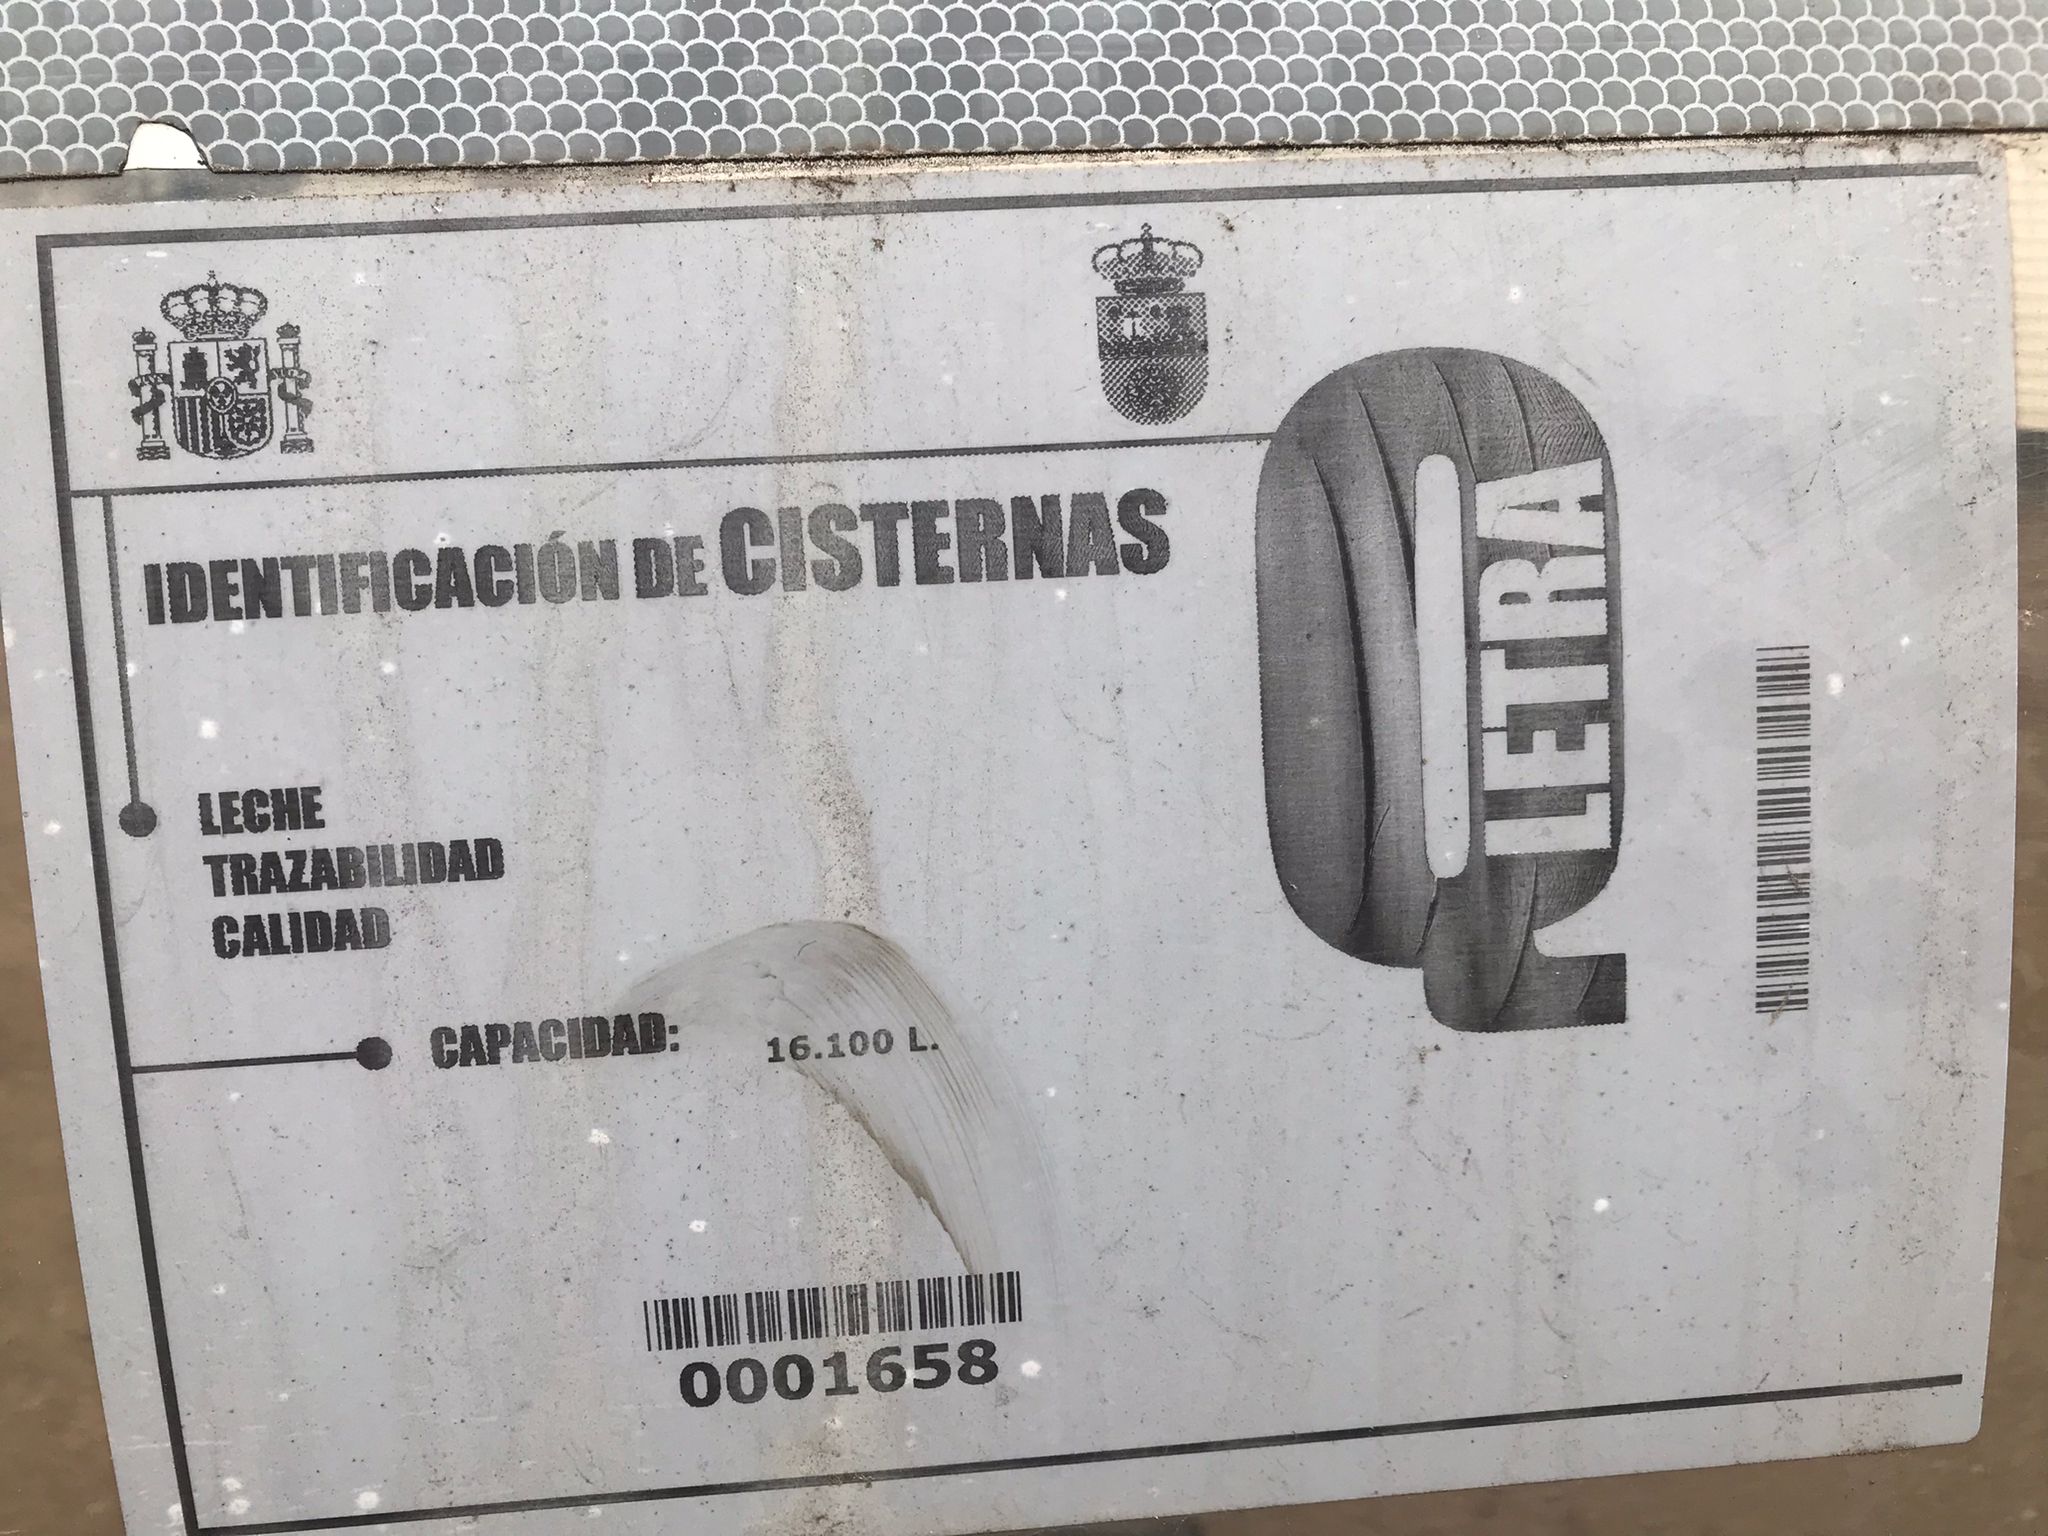 IDENTIFICACIÓN DE CISTERNAS
LETRA
LECHE
TRAZABILIDAD
CALIDAD
CAPACIDAD: 16.100 L.
0001658